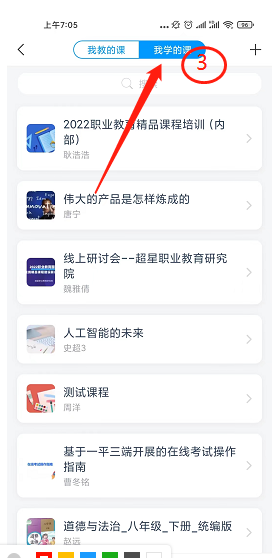 上午7:05
96
我教的课 我学的课
3
2022职业教育精品课程培训（内
部）
耿浩浩
伟大的产品是怎样炼成的
唐宁
线上研讨会--超星职业教育研究
院
魏雅倩
人工智能的未来
史超3
测试课程
周洋
基于一平三端开展的在线考试操作
指南
曹冬铭
道德与法治_八年级_下册_统编版
赵远